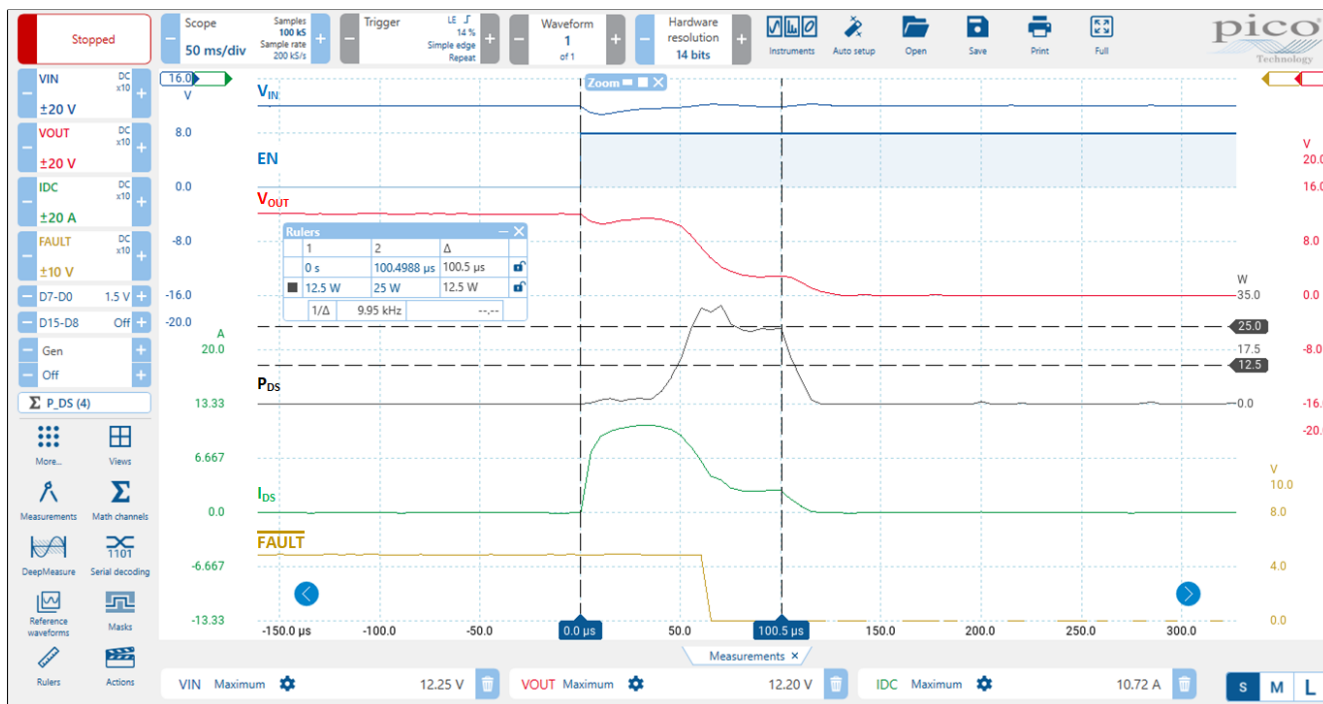 Stopped
Scope
50 ms/div
Samples
100 kS
Sample rate
200 kS/s
Trigger
LE
14 %
Simple edge
Repeat
Waveform
1
of 1
Hardware
resolution
14 bits
Instruments
Auto setup
Open
Save
Print
Full
pico
Technology
VIN
DC
x10
±20 V
VOUT
DC
x10
±20 V
IDC
DC
x10
±20 A
FAULT
DC
x10
±10 V
D7-D0 1.5 V
D15-D8 Off
Gen
Off
Σ P_DS (4)
More...
Views
Measurements
Math channels
DeepMeasure
Serial decoding
Reference
waveforms
Masks
Rulers
Actions
16.0
V
8.0
0.0
-8.0
-16.0
-20.0
A
20.0
13.33
6.667
0.0
-6.667
-13.33
VIN
EN
VOUT
PDS
IDS
FAULT
Zoom
Rulers
1 2 Δ
0 s 100.4988 µs 100.5 µs
12.5 W 25 W 12.5 W
1/Δ 9.95 kHz --.--
W
35.0
25.0
17.5
12.5
0.0
V
20.0
16.0
8.0
0.0
-8.0
-16.0
-20.0
V
10.0
8.0
4.0
0.0
-150.0 µs -100.0 -50.0 0.0 µs 50.0 100.5 µs 150.0 200.0 250.0 300.0
Measurements ×
VIN Maximum 12.25 V
VOUT Maximum 12.20 V
IDC Maximum 10.72 A
S M L